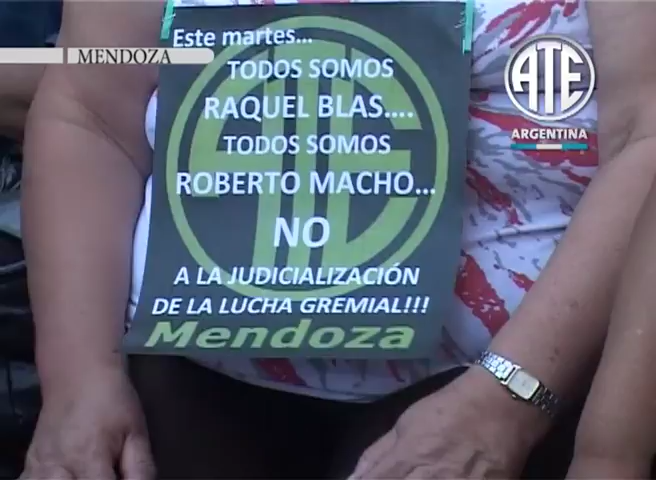 MENDOZA
Este martes...
TODOS SOMOS
RAQUEL BLAS....
TODOS SOMOS
ROBERTO MACHO...
NO
A LA JUDICIALIZACIÓN
DE LA LUCHA GREMIAL!!!
Mendoza
ATE
ATE
ARGENTINA